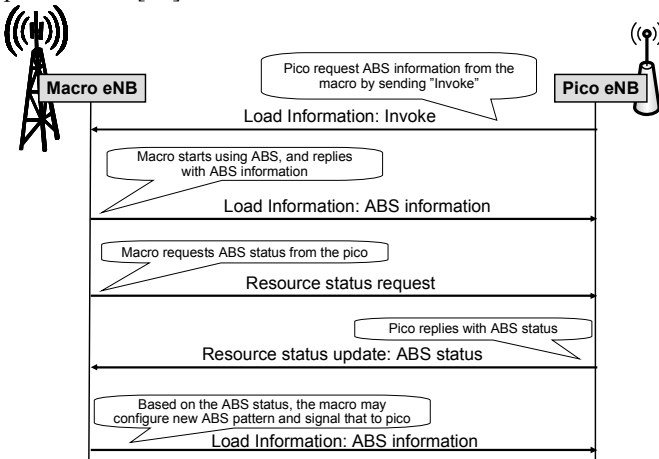 Macro eNB
Pico eNB
Pico request ABS information from the
macro by sending ”Invoke”
Load Information: Invoke
Macro starts using ABS, and replies
with ABS information
Load Information: ABS information
Macro requests ABS status from the pico
Resource status request
Pico replies with ABS status
Resource status update: ABS status
Based on the ABS status, the macro may
configure new ABS pattern and signal that to pico
Load Information: ABS information